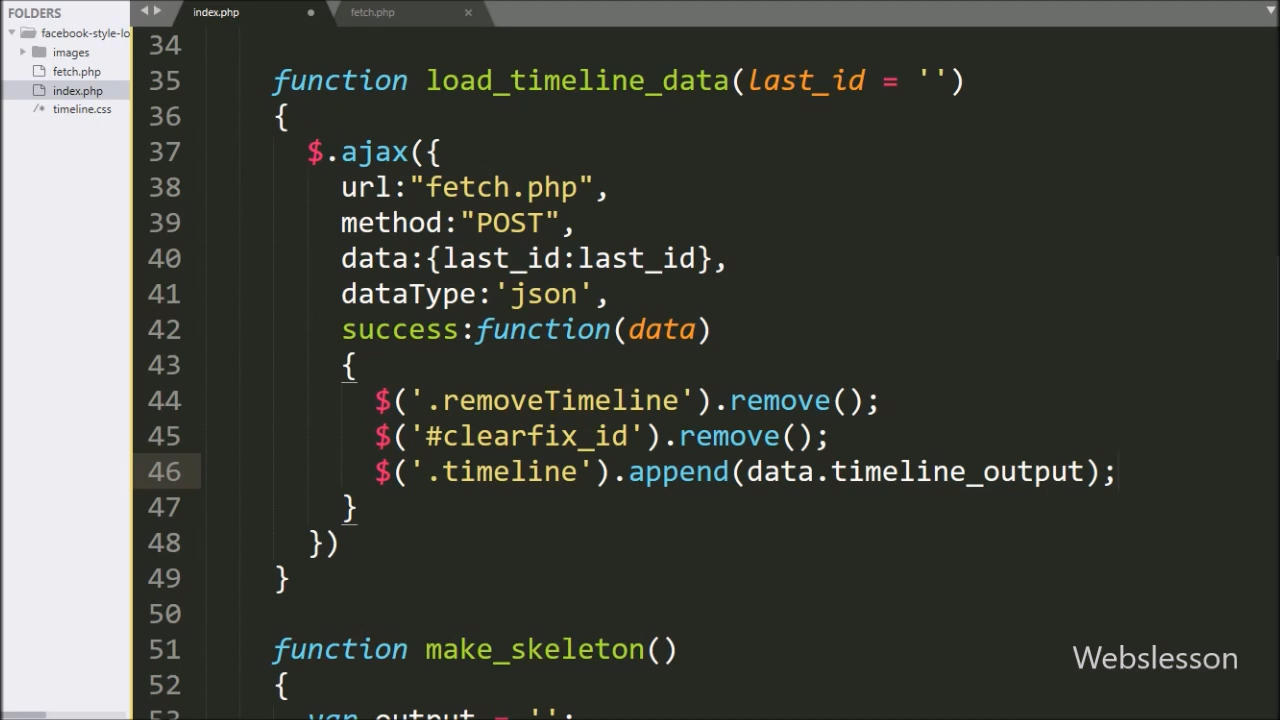 FOLDERS
facebook-style-lo
images
fetch.php
index.php
timeline.css
index.php
fetch.php
34
35 function load_timeline_data(last_id = '')
36 {
37 $.ajax({
38 url:"fetch.php",
39 method:"POST",
40 data:{last_id:last_id},
41 dataType:'json',
42 success:function(data)
43 {
44 $('.removeTimeline').remove();
45 $('#clearfix_id').remove();
46 $('.timeline').append(data.timeline_output);
47 }
48 })
49 }
50
51 function make_skeleton()
52 {
53 var output = '';
Webslesson